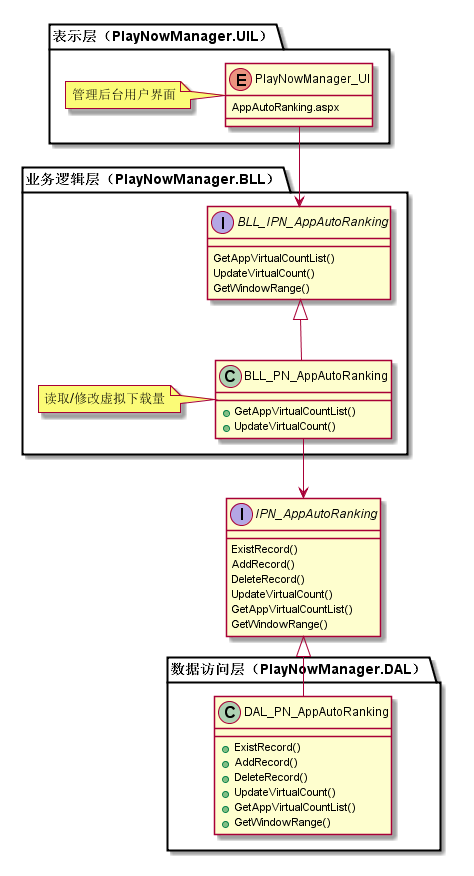 表示层（PlayNowManager.UIL）
E PlayNowManager_UI
管理后台用户界面
AppAutoRanking.aspx
业务逻辑层（PlayNowManager.BLL）
I BLL_IPN_AppAutoRanking
GetAppVirtualCountList()
UpdateVirtualCount()
GetWindowRange()
C BLL_PN_AppAutoRanking
读取/修改虚拟下载量
GetAppVirtualCountList()
UpdateVirtualCount()
I IPN_AppAutoRanking
ExistRecord()
AddRecord()
DeleteRecord()
UpdateVirtualCount()
GetAppVirtualCountList()
GetWindowRange()
数据访问层（PlayNowManager.DAL）
C DAL_PN_AppAutoRanking
ExistRecord()
AddRecord()
DeleteRecord()
UpdateVirtualCount()
GetAppVirtualCountList()
GetWindowRange()